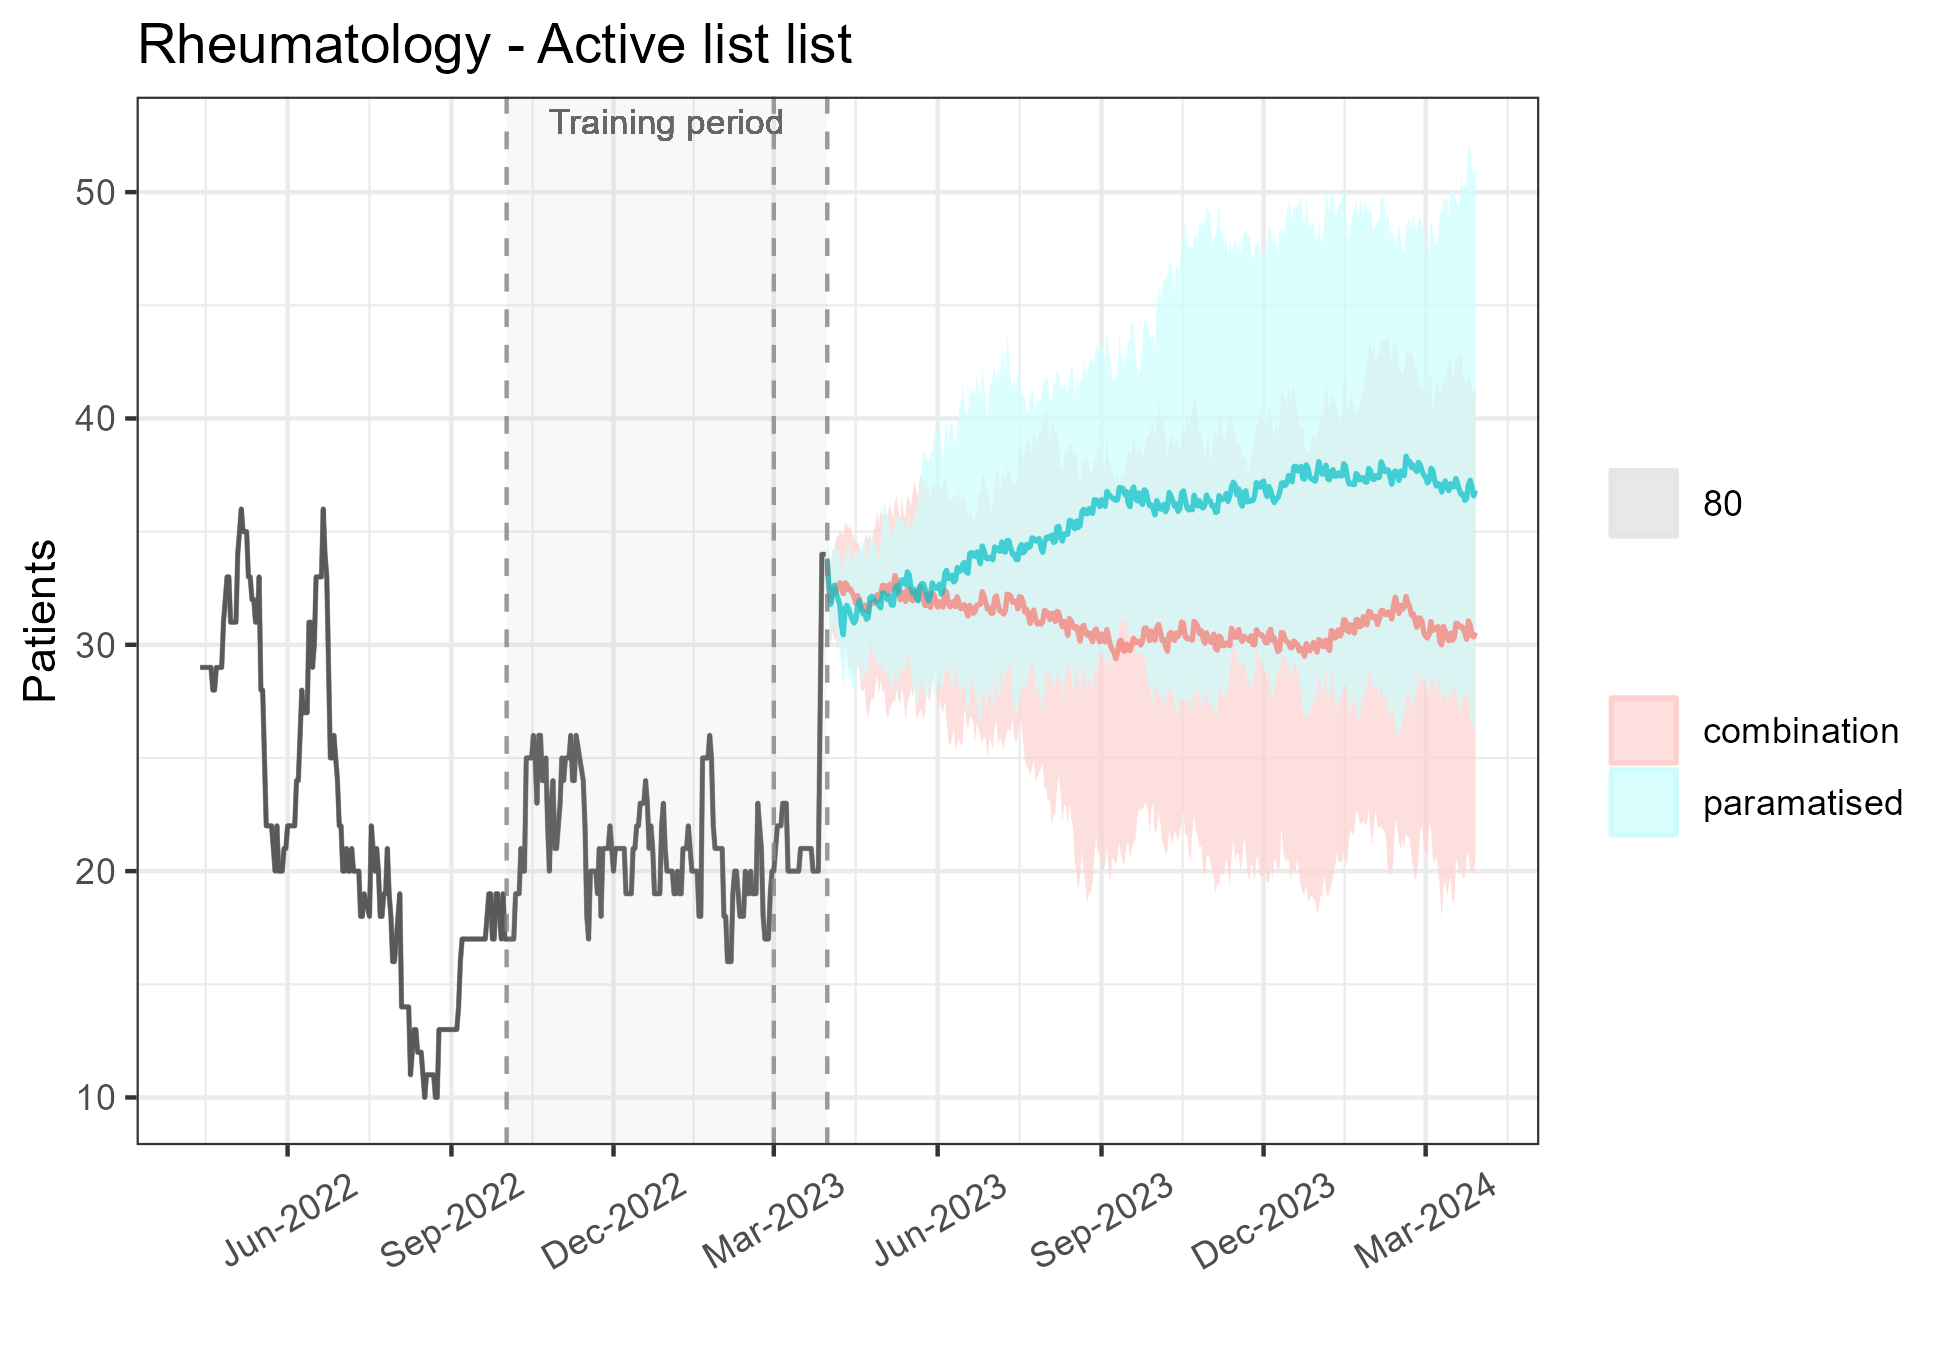 Rheumatology - Active list list
Training period
Patients
50
40
30
20
10
Jun-2022
Sep-2022
Dec-2022
Mar-2023
Jun-2023
Sep-2023
Dec-2023
Mar-2024
80
combination
paramatised